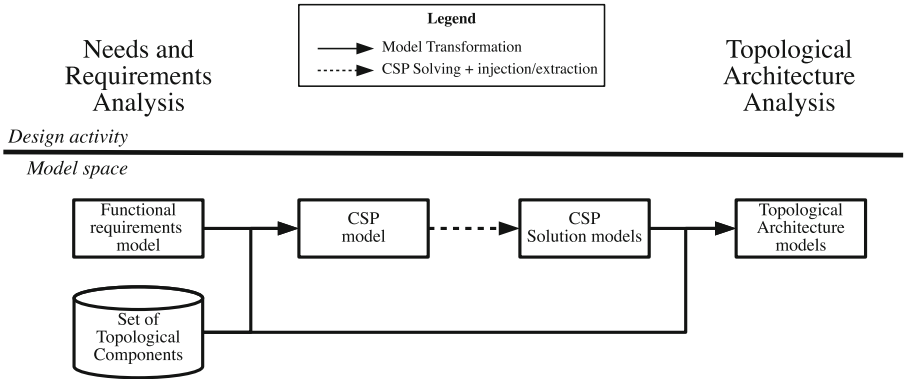 Legend
Model Transformation
CSP Solving + injection/extraction
Needs and
Requirements
Analysis
Topological
Architecture
Analysis
Design activity
Model space
Functional
requirements
model
CSP
model
CSP
Solution models
Topological
Architecture
models
Set of
Topological
Components